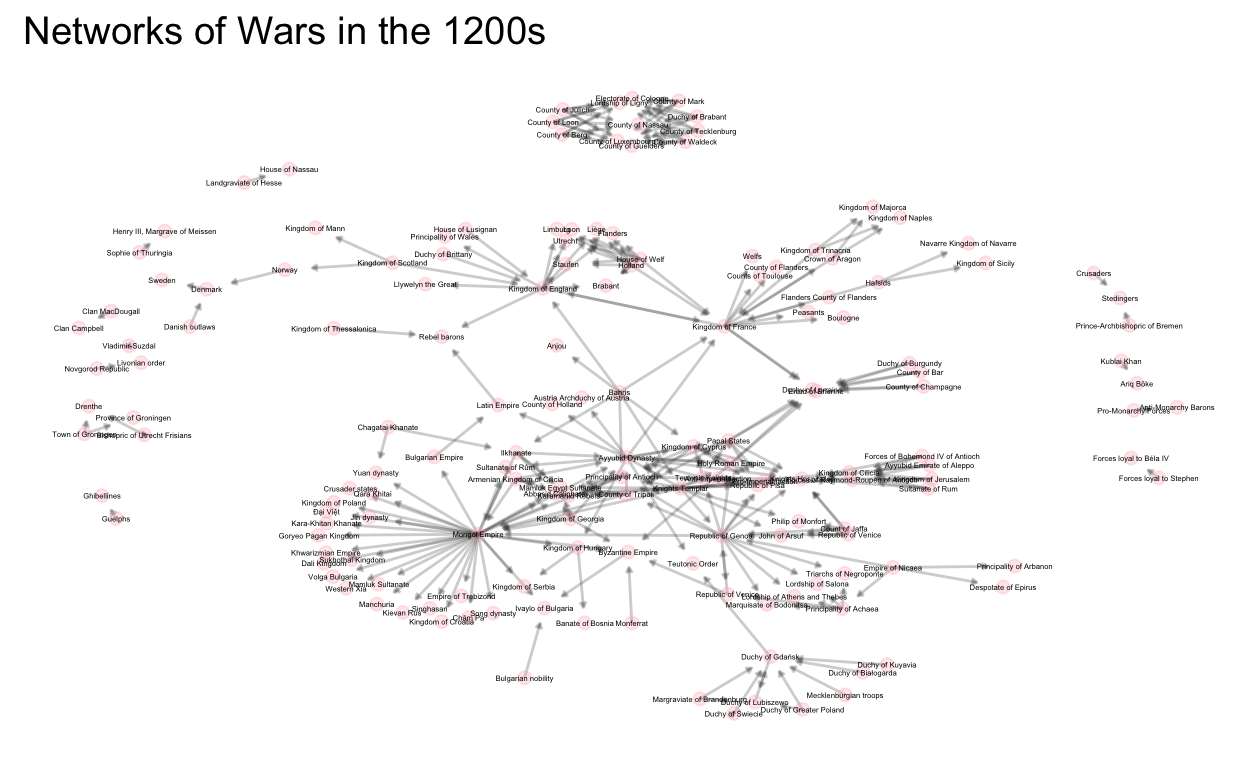 Networks of Wars in the 1200s
Electorate of Cologne
Lordship of Ligny
County of Mark
County of Jülich
Duchy of Brabant
County of Loon
County of Nassau
County of Tecklenburg
County of Berg
County of Luxembourg
County of Waldeck
County of Guelders
House of Nassau
Landgraviate of Hesse
Kingdom of Majorca
Kingdom of Naples
Henry III, Margrave of Meissen
Kingdom of Mann
House of Lusignan
Principality of Wales
Limburg
Loon
Liège
Flanders
Utrecht
Sophie of Thuringia
Duchy of Brittany
Welfs
Kingdom of Trinacria
Crown of Aragon
Navarre
Kingdom of Navarre
Norway
Kingdom of Scotland
Staufen
House of Welf
Holland
County of Flanders
Counts of Toulouse
Kingdom of Sicily
Crusaders
Sweden
Denmark
Llywelyn the Great
Kingdom of England
Brabant
Hafsids
Flanders
County of Flanders
Stedingers
Clan MacDougall
Peasants
Boulogne
Clan Campbell
Danish outlaws
Kingdom of Thessalonica
Rebel barons
Kingdom of France
Prince-Archbishopric of Bremen
Vladimir-Suzdal
Anjou
Livonian order
Novgorod Republic
Duchy of Burgundy
County of Bar
Kublai Khan
Ariq Böke
County of Champagne
Bahris
Austria
Archduchy of Austria
Duchy of Lorraine
Erard of Brienne
Drenthe
Latin Empire
County of Holland
Pro-Monarchy Forces
Anti-Monarchy Barons
Province of Groningen
Town of Groningen
Bishopric of Utrecht
Frisians
Chagatai Khanate
Papal States
Kingdom of Cyprus
Bulgarian Empire
Ilkhanate
Ayyubid Dynasty
Holy Roman Empire
Forces of Bohemond IV of Antioch
Forces loyal to Béla IV
Yuan dynasty
Sultanate of Rûm
Armenian Kingdom of Cilicia
Principality of Antioch
Kingdom of Cilicia
Ayyubid Emirate of Aleppo
Kingdom of Jerusalem
Forces loyal to Stephen
Crusader states
Qara Khitai
Mamluk Egypt Sultanate
County of Tripoli
Knights Templar
Republic of Pisa
Sultanate of Rum
Ghibellines
Kingdom of Poland
Đại Việt
Jin dynasty
Guelphs
Kara-Khitan Khanate
Kingdom of Georgia
Philip of Monfort
Count of Jaffa
Goryeo
Pagan Kingdom
Mongol Empire
Republic of Genoa
John of Arsuf
Republic of Venice
Khwarizmian Empire
Sukhothai Kingdom
Dali Kingdom
Kingdom of Hungary
Byzantine Empire
Teutonic Order
Empire of Nicaea
Principality of Arbanon
Volga Bulgaria
Mamluk Sultanate
Western Xia
Kingdom of Serbia
Triarchs of Negroponte
Lordship of Salona
Despotate of Epirus
Manchuria
Empire of Trebizond
Republic of Venice
Lordship of Athens and Thebes
Marquisate of Bodonitsa
Principality of Achaea
Kievan Rus'
Singhasari
Song dynasty
Ivaylo of Bulgaria
Kingdom of Croatia
Chăm Pa
Banate of Bosnia
Monferrat
Duchy of Gdańsk
Duchy of Kuyavia
Duchy of Bialogarda
Bulgarian nobility
Margraviate of Brandenburg
Duchy of Lubiszewo
Mecklenburgian troops
Duchy of Swiecie
Duchy of Greater Poland